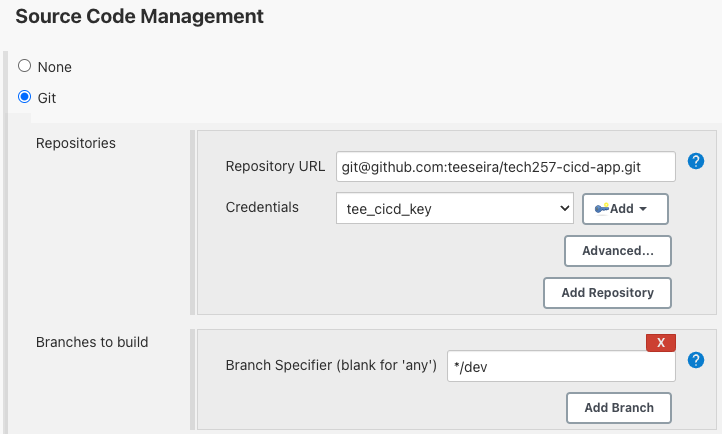 Source Code Management
None
Git
Repositories
Repository URL git@github.com:teeseira/tech257-cicd-app.git ?
Credentials tee_cicd_key Add
Advanced...
Add Repository
Branches to build
X
Branch Specifier (blank for 'any') */dev ?
Add Branch